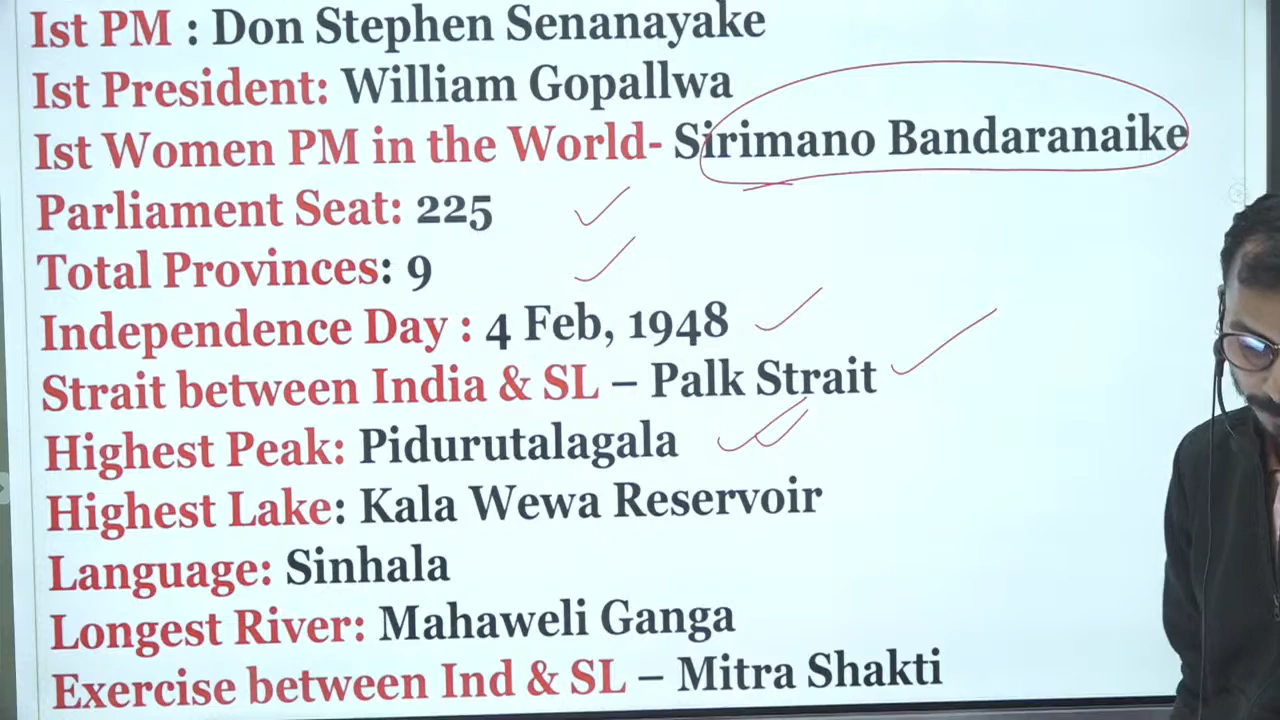 Ist PM : Don Stephen Senanayake
Ist President: William Gopallwa
Ist Women PM in the World- Sirimano Bandaranaike
Parliament Seat: 225
Total Provinces: 9
Independence Day : 4 Feb, 1948
Strait between India & SL – Palk Strait
Highest Peak: Pidurutalagala
Highest Lake: Kala Wewa Reservoir
Language: Sinhala
Longest River: Mahaweli Ganga
Exercise between Ind & SL – Mitra Shakti